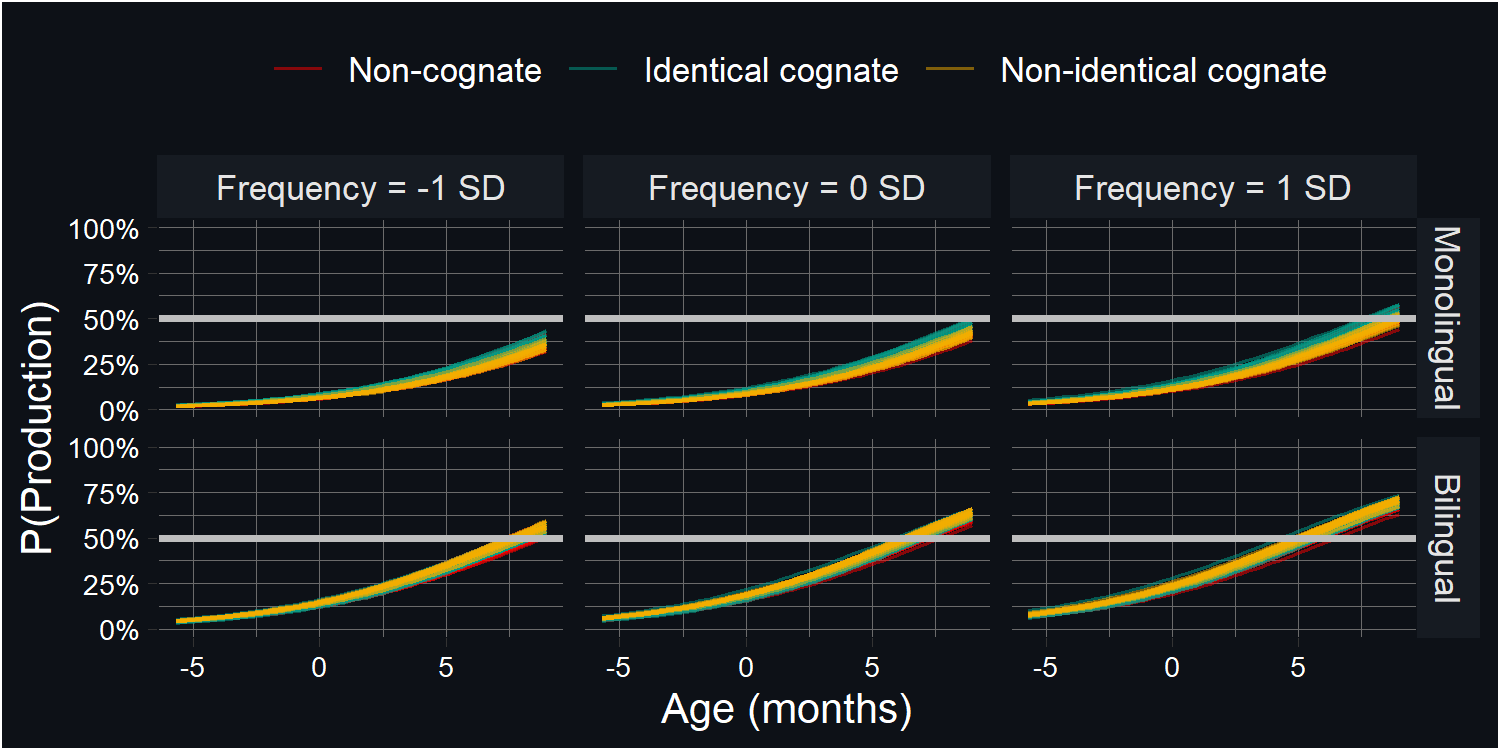 Non-cognate Identical cognate Non-identical cognate
Frequency = -1 SD Frequency = 0 SD Frequency = 1 SD
100%
75%
50%
25%
0%
Monolingual
100%
75%
50%
25%
0%
Bilingual
P(Production)
-5 0 5 -5 0 5 -5 0 5
Age (months)